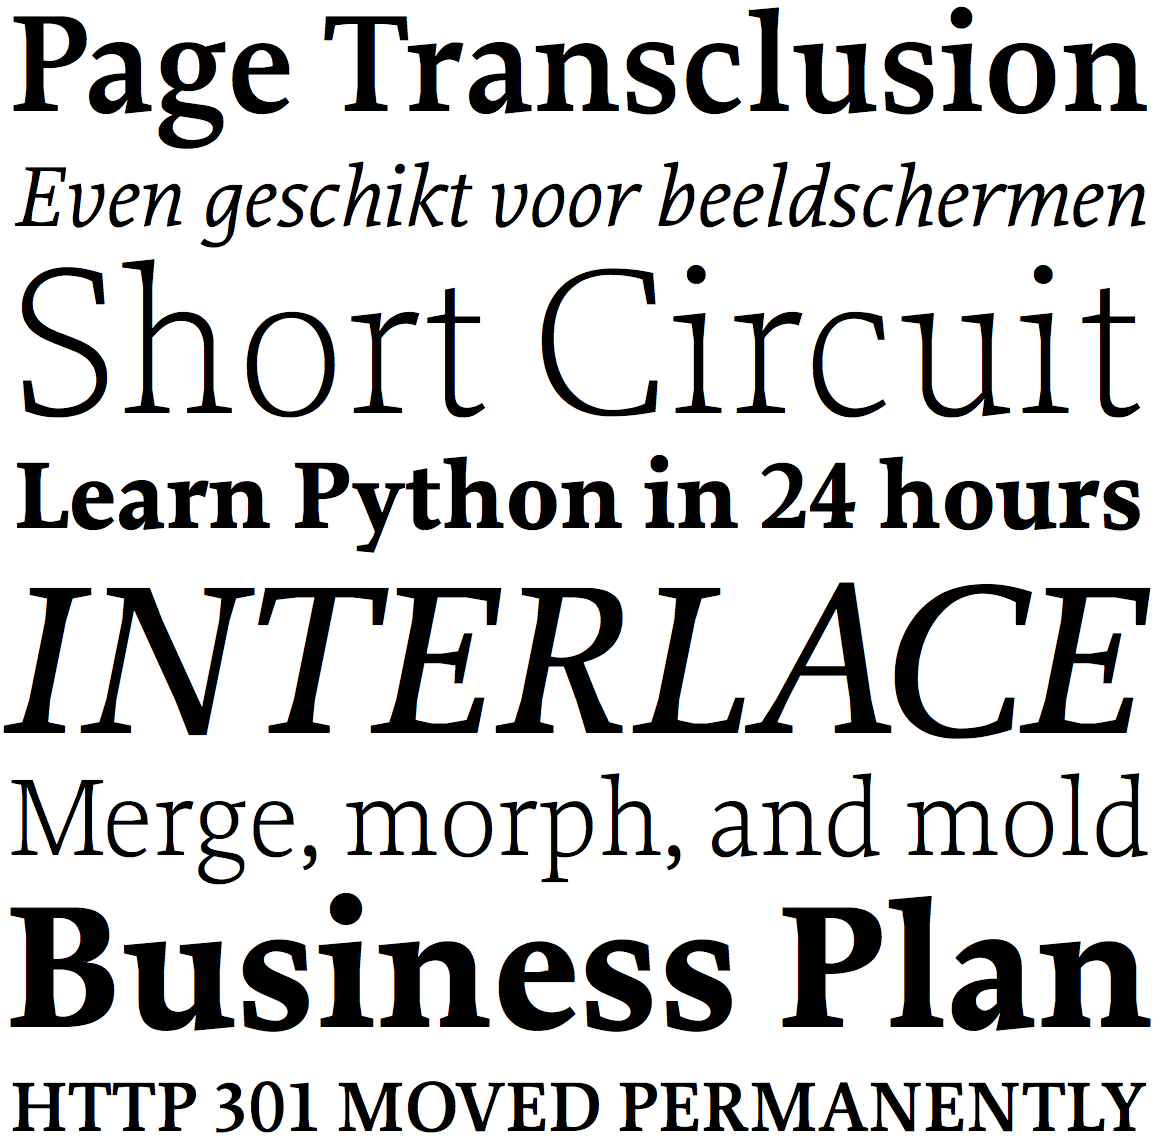 Page Transclusion
Even geschikt voor beeldschermen
Short Circuit
Learn Python in 24 hours
INTERLACE
Merge, morph, and mold
Business Plan
HTTP 301 MOVED PERMANENTLY